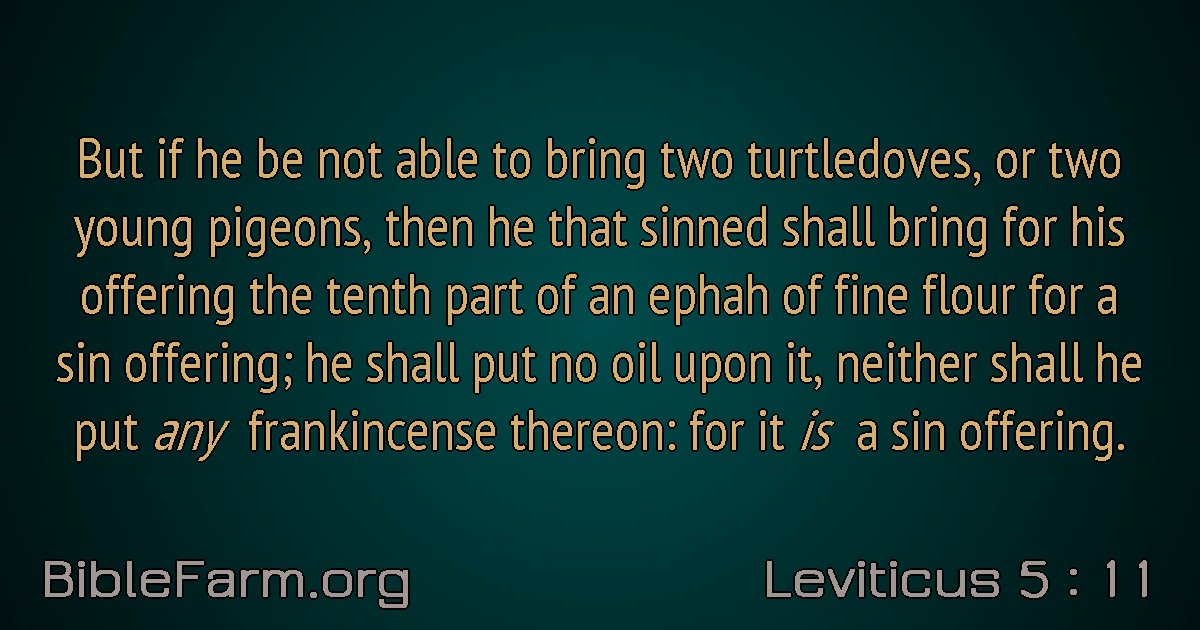 But if he be not able to bring two turtledoves, or two
young pigeons, then he that sinned shall bring for his
offering the tenth part of an ephah of fine flour for a
sin offering; he shall put no oil upon it, neither shall he
put any frankincense thereon: for it is a sin offering.
BibleFarm.org
Leviticus 5 : 11